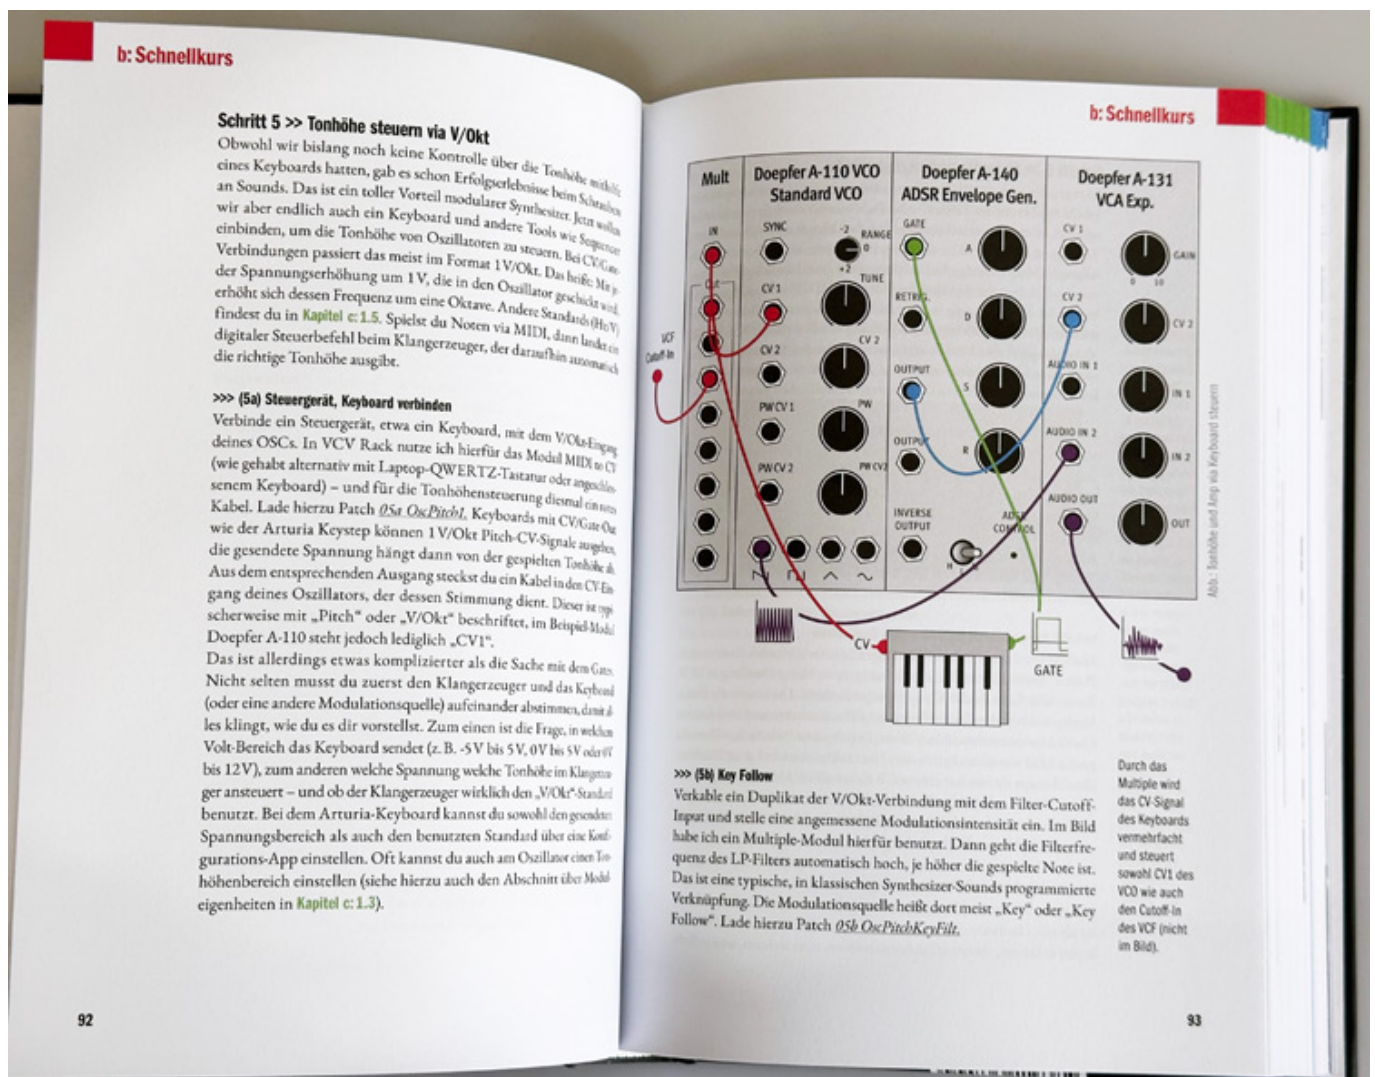 b: Schnellkurs
Schritt 5 >> Tonhöhe steuern via V/Okt
Obwohl wir bislang noch keine Kontrolle über die Tonhöhe mithilfe
eines Keyboards hatten, gab es schon Erfolgserlebnisse beim Schrauben
an Sounds. Das ist ein toller Vorteil modularer Synthesizer. Jetzt wollen
wir aber endlich auch ein Keyboard und andere Tools wie Sequencer
einbinden, um die Tonhöhe von Oszillatoren zu steuern. Bei CV/Gate-
Verbindungen passiert das meist im Format 1 V/Okt. Das heißt: Mit je-
der Spannungserhöhung um 1 V, die in den Oszillator geschickt wird,
erhöht sich dessen Frequenz um eine Oktave. Andere Standards (Hz/V)
findest du in Kapitel c: 1.5. Spielst du Noten via MIDI, dann landet ein
digitaler Steuerbefehl beim Klangerzeuger, der daraufhin automatisch
die richtige Tonhöhe ausgibt.
>>> (5a) Steuergerät, Keyboard verbinden
Verbinde ein Steuergerät, etwa ein Keyboard, mit dem V/Okt-Eingang
deines OSCs. In VCV Rack nutze ich hierfür das Modul MIDI to CV
(wie gehabt alternativ mit Laptop-QWERTZ-Tastatur oder angeschlos-
senem Keyboard) – und für die Tonhöhensteuerung diesmal ein rotes
Kabel. Lade hierzu Patch 05a OscPitch1. Keyboards mit CV/Gate-Out
wie der Arturia Keystep können 1 V/Okt Pitch-CV-Signale ausgeben,
die gesendete Spannung hängt dann von der gespielten Tonhöhe ab.
Aus dem entsprechenden Ausgang steckst du ein Kabel in den CV-Ein-
gang deines Oszillators, der dessen Stimmung dient. Dieser ist typi-
scherweise mit „Pitch“ oder „V/Okt“ beschriftet, im Beispiel-Modul
Doepfer A-110 steht jedoch lediglich „CV1“.
Das ist allerdings etwas komplizierter als die Sache mit dem Gate.
Nicht selten musst du zuerst den Klangerzeuger und das Keyboard
(oder eine andere Modulationsquelle) aufeinander abstimmen, damit al-
les klingt, wie du es dir vorstellst. Zum einen ist die Frage, in welchem
Volt-Bereich das Keyboard sendet (z. B. -5 V bis 5 V, 0 V bis 5 V oder 0 V
bis 12 V), zum anderen welche Spannung welche Tonhöhe im Klangerzeu-
ger ansteuert – und ob der Klangerzeuger wirklich den „V/Okt“-Standard
benutzt. Bei dem Arturia-Keyboard kannst du sowohl den gesendeten
Spannungsbereich als auch den benutzten Standard über eine Konfi-
gurations-App einstellen. Oft kannst du auch am Oszillator einen Ton-
höhenbereich einstellen (siehe hierzu auch den Abschnitt über Modul-
eigenheiten in Kapitel c: 1.3).
92
b: Schnellkurs
Mult
IN
Out
VCF
Cutoff-In
Doepfer A-110 VCO
Standard VCO
SYNC
-2
RANGE
0
+2
TUNE
CV 1
CV 2
CV 2
PW CV 1
PW
PW CV 2
PW CV2
Doepfer A-140
ADSR Envelope Gen.
GATE
A
RETRIG.
D
OUTPUT
S
OUTPUT
R
INVERSE
OUTPUT
ADSR
CONTROL
Doepfer A-131
VCA Exp.
CV 1
GAIN
0 10
CV 2
CV 2
AUDIO IN 1
IN 1
AUDIO IN 2
IN 2
AUDIO OUT
OUT
CV
GATE
Abb.: Tonhöhe und Amp via Keyboard steuern
>>> (5b) Key Follow
Verkable ein Duplikat der V/Okt-Verbindung mit dem Filter-Cutoff-
Input und stelle eine angemessene Modulationsintensität ein. Im Bild
habe ich ein Multiple-Modul hierfür benutzt. Dann geht die Filterfre-
quenz des LP-Filters automatisch hoch, je höher die gespielte Note ist.
Das ist eine typische, in klassischen Synthesizer-Sounds programmierte
Verknüpfung. Die Modulationsquelle heißt dort meist „Key“ oder „Key
Follow“. Lade hierzu Patch 05b OscPitchKeyFilt.
Durch das
Multiple wird
das CV-Signal
des Keyboards
vermehrfacht
und steuert
sowohl CV1 des
VCO wie auch
den Cutoff-In
des VCF (nicht
im Bild).
93